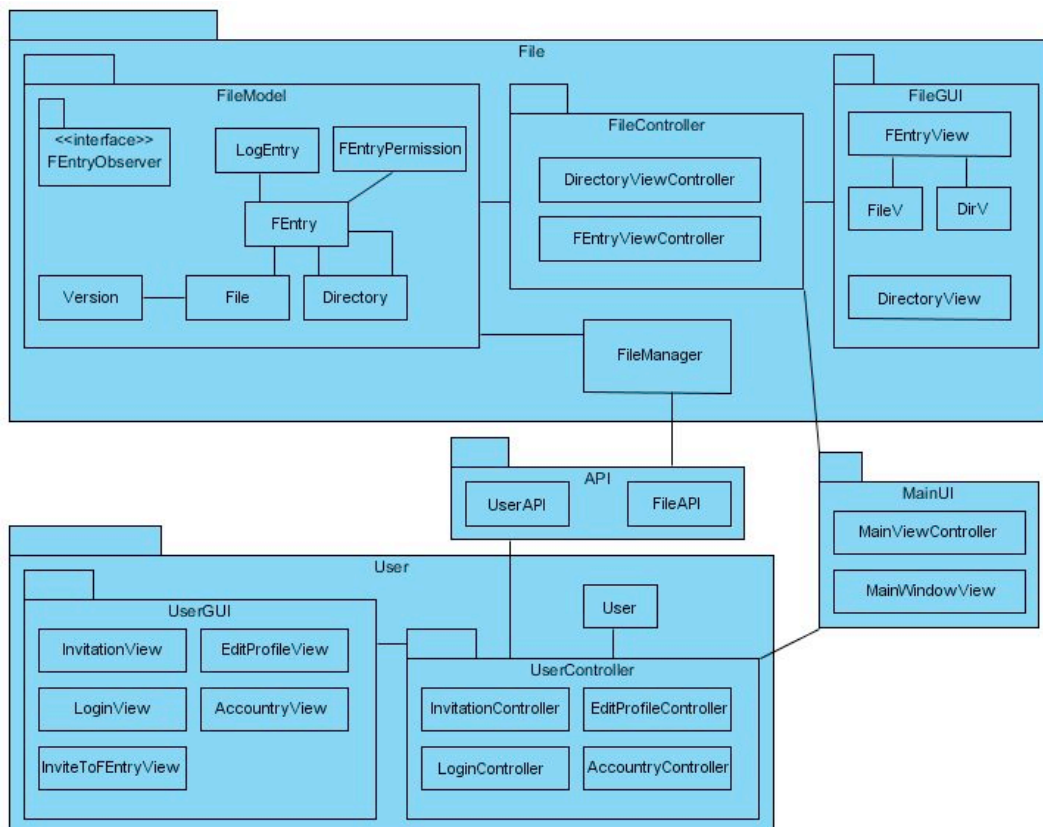 File
FileModel
<<interface>>
FEntryObserver
LogEntry
FEntryPermission
FEntry
Version
File
Directory
FileController
DirectoryViewController
FEntryViewController
FileGUI
FEntryView
FileV
DirV
DirectoryView
FileManager
API
UserAPI
FileAPI
MainUI
MainViewController
MainWindowView
User
UserGUI
InvitationView
EditProfileView
LoginView
AccountryView
InviteToFEntryView
User
UserController
InvitationController
EditProfileController
LoginController
AccountryController